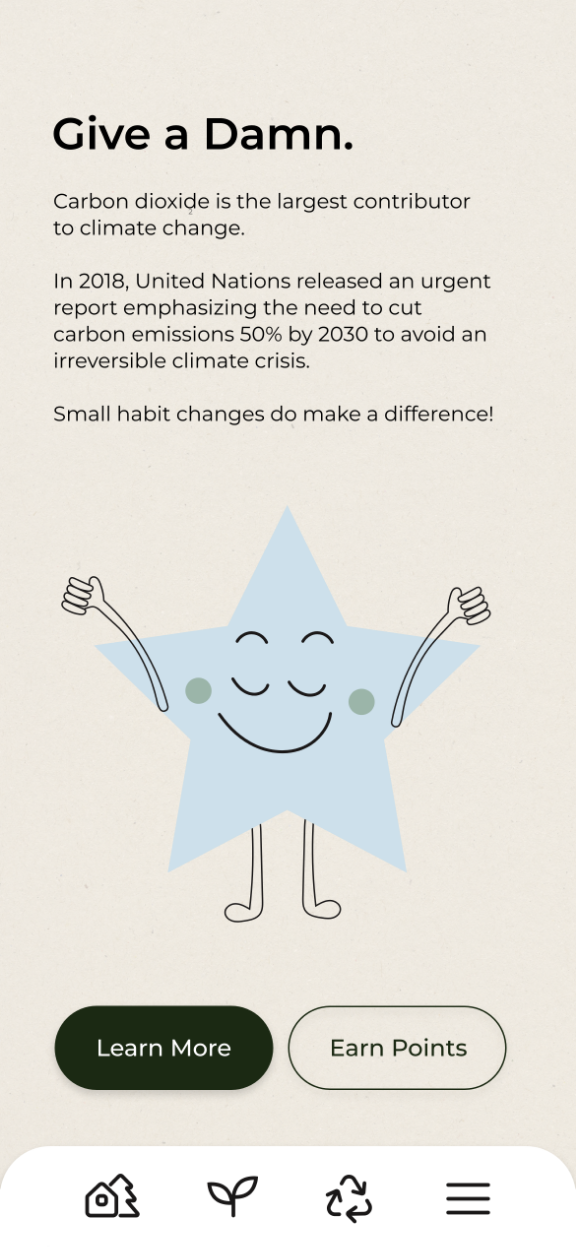 Give a Damn.
Carbon dioxide is the largest contributor
to climate change.
In 2018, United Nations released an urgent
report emphasizing the need to cut
carbon emissions 50% by 2030 to avoid an
irreversible climate crisis.
Small habit changes do make a difference!
Learn More
Earn Points